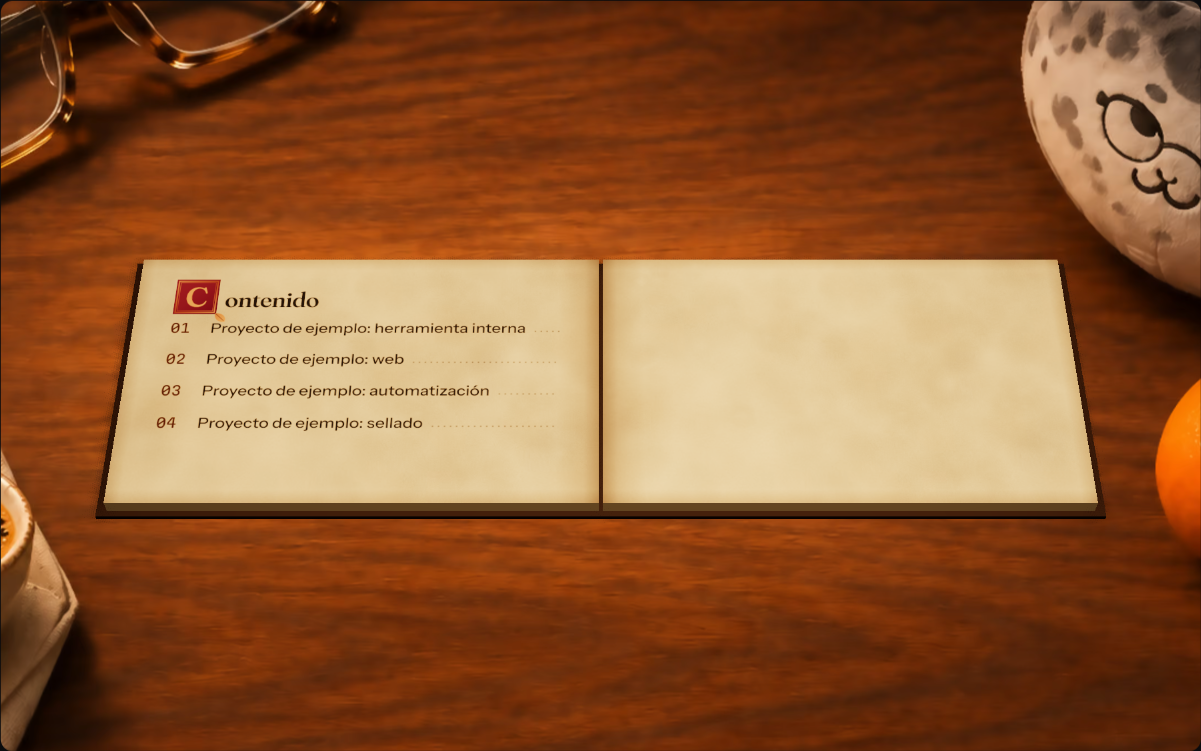 Contenido
01 Proyecto de ejemplo: herramienta interna .....
02 Proyecto de ejemplo: web ........................
03 Proyecto de ejemplo: automatización ..........
04 Proyecto de ejemplo: sellado .....................